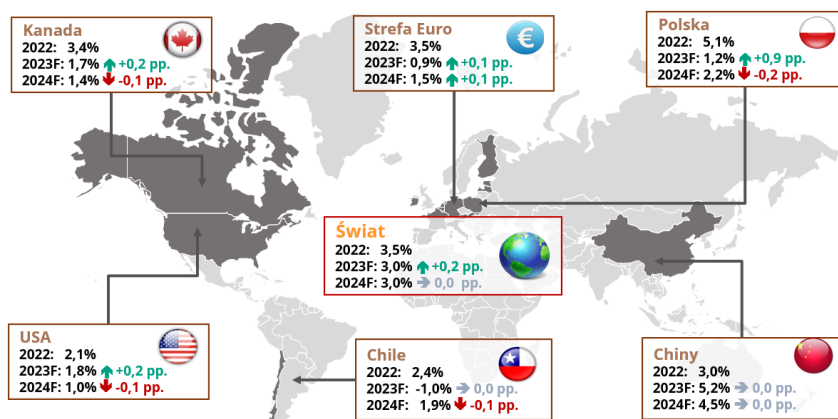 Kanada
2022: 3,4%
2023F: 1,7% +0,2 pp.
2024F: 1,4% -0,1 pp.
Strefa Euro
€
2022: 3,5%
2023F: 0,9% +0,1 pp.
2024F: 1,5% +0,1 pp.
Polska
2022: 5,1%
2023F: 1,2% +0,9 pp.
2024F: 2,2% -0,2 pp.
Świat
2022: 3,5%
2023F: 3,0% +0,2 pp.
2024F: 3,0% 0,0 pp.
USA
2022: 2,1%
2023F: 1,8% +0,2 pp.
2024F: 1,0% -0,1 pp.
Chile
2022: 2,4%
2023F: -1,0% 0,0 pp.
2024F: 1,9% -0,1 pp.
Chiny
2022: 3,0%
2023F: 5,2% 0,0 pp.
2024F: 4,5% 0,0 pp.